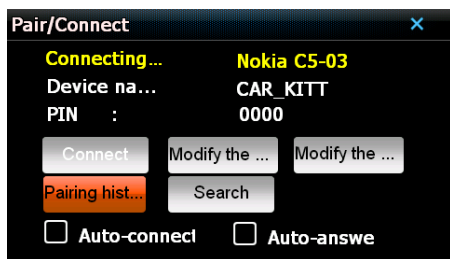 Pair/Connect
Connecting... Nokia C5-03
Device na... CAR_KITT
PIN : 0000
Connect Modify the ... Modify the ...
Pairing hist... Search
Auto-connect Auto-answe